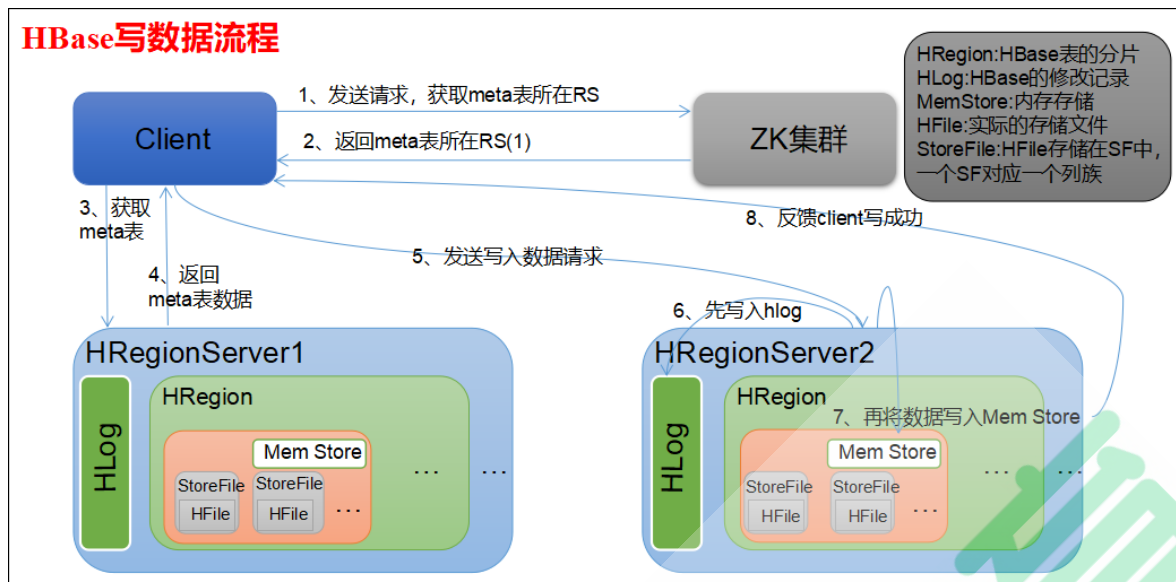 HBase写数据流程
HRegion:HBase表的分片
HLog:HBase的修改记录
MemStore:内存存储
HFile:实际的存储文件
StoreFile:HFile存储在SF中，
一个SF对应一个列族
Client
1、发送请求，获取meta表所在RS
2、返回meta表所在RS(1)
ZK集群
3、获取
meta表
4、返回
meta表数据
5、发送写入数据请求
8、反馈client写成功
6、先写入hlog
HRegionServer1
HLog
HRegion
Mem Store
StoreFile
HFile
StoreFile
HFile
...
...
...
HRegionServer2
HLog
HRegion
7、再将数据写入Mem Store
Mem Store
StoreFile
HFile
StoreFile
HFile
...
...
...